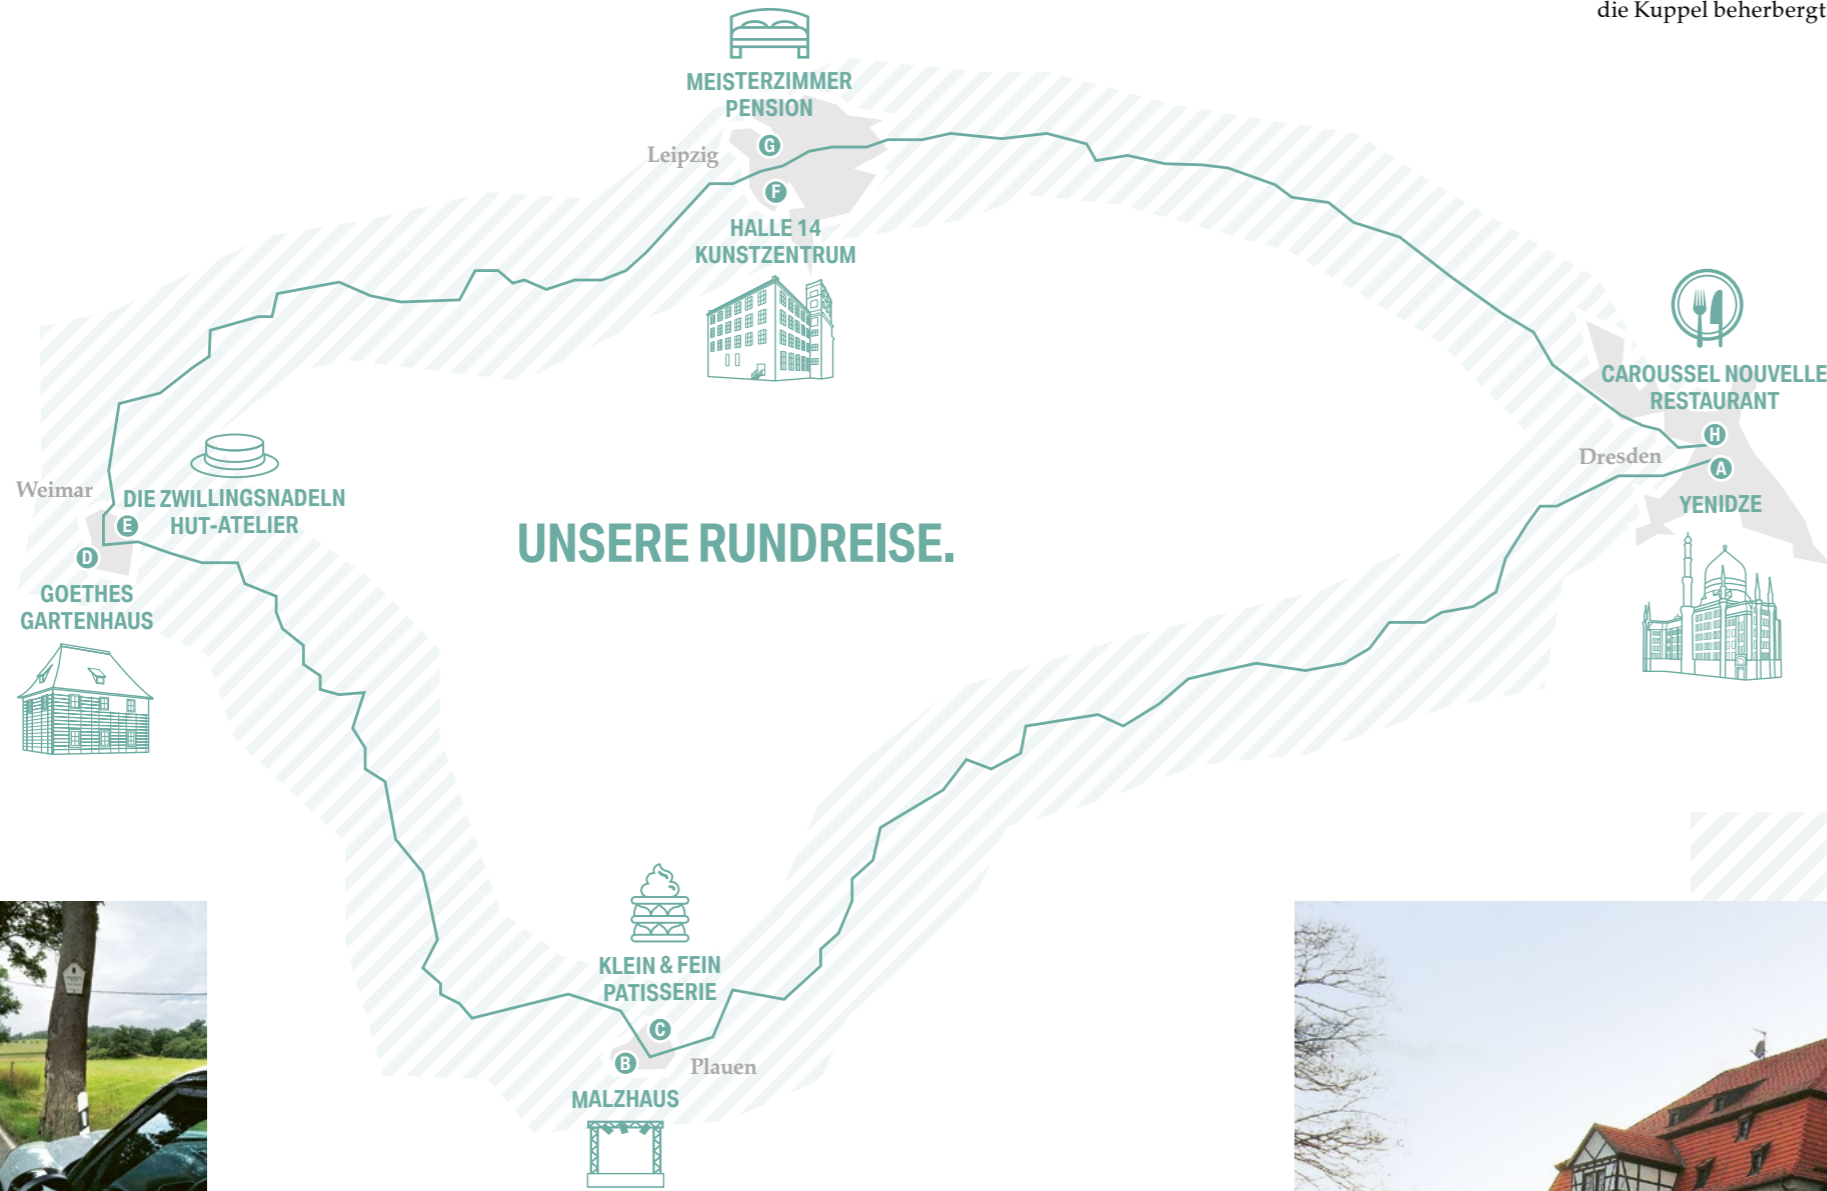 die Kuppel beherbergt
MEISTERZIMMER
PENSION
G
Leipzig
F
HALLE 14
KUNSTZENTRUM
CAROUSSEL NOUVELLE
RESTAURANT
H
Dresden
A
YENIDZE
Weimar
DIE ZWILLINGSNADELN
HUT-ATELIER
E
D
GOETHES
GARTENHAUS
UNSERE RUNDREISE.
KLEIN & FEIN
PATISSERIE
C
B
Plauen
MALZHAUS